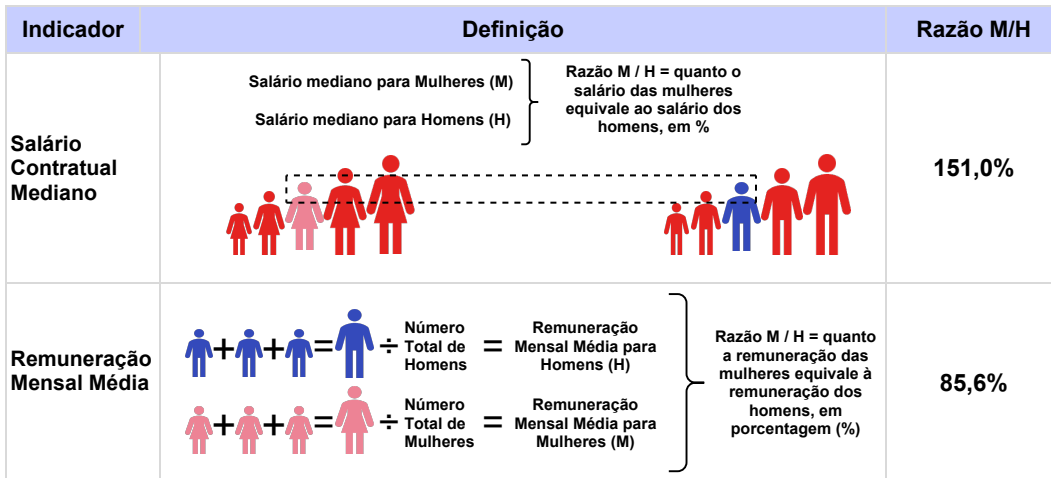 Indicador
Definição
Razão M/H
Salário
Contratual
Mediano
Salário mediano para Mulheres (M)
Salário mediano para Homens (H)
Razão M / H = quanto o
salário das mulheres
equivale ao salário dos
homens, em %
151,0%
Remuneração
Mensal Média
+ + = ÷
Número
Total de
Homens
=
Remuneração
Mensal Média para
Homens (H)
+ + = ÷
Número
Total de
Mulheres
=
Remuneração
Mensal Média para
Mulheres (M)
Razão M / H = quanto
a remuneração das
mulheres equivale à
remuneração dos
homens, em
porcentagem (%)
85,6%